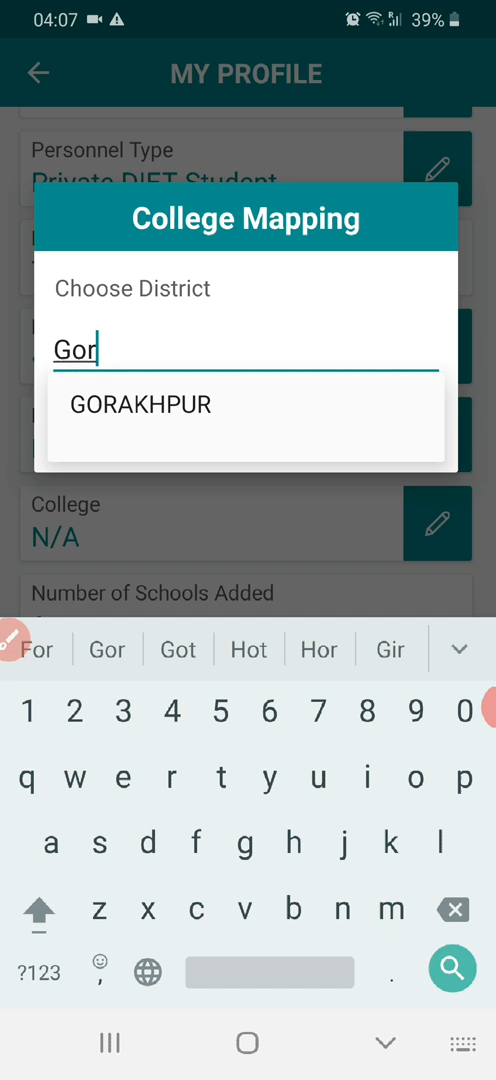 04:07 39%
MY PROFILE
Personnel Type
Private DIET Student
College Mapping
Choose District
Gor
GORAKHPUR
College
N/A
Number of Schools Added
For Gor Got Hot Hor Gir
1 2 3 4 5 6 7 8 9 0
q w e r t y u i o p
a s d f g h j k l
z x c v b n m
?123 , .